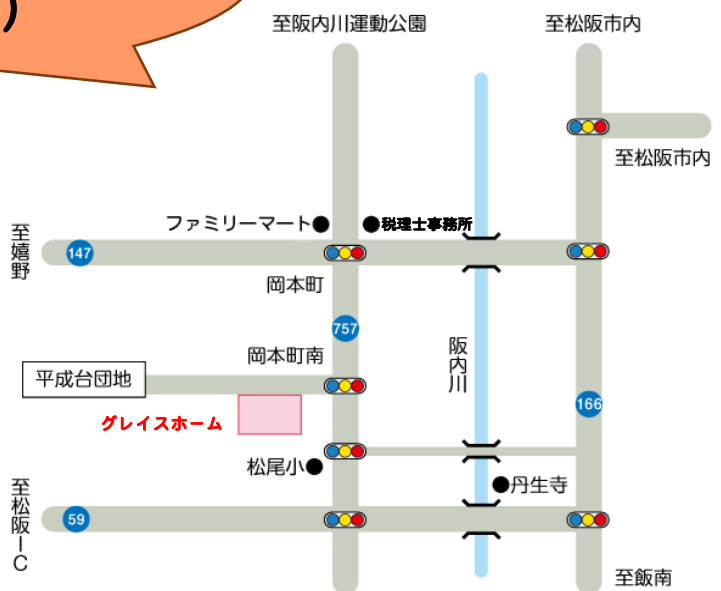 )
至阪内川運動公園
至松阪市内
至松阪市内
ファミリーマート
税理士事務所
至嬉野
147
岡本町
757
岡本町南
阪内川
平成台団地
166
グレイスホーム
松尾小
丹生寺
至松阪IC
59
至飯南